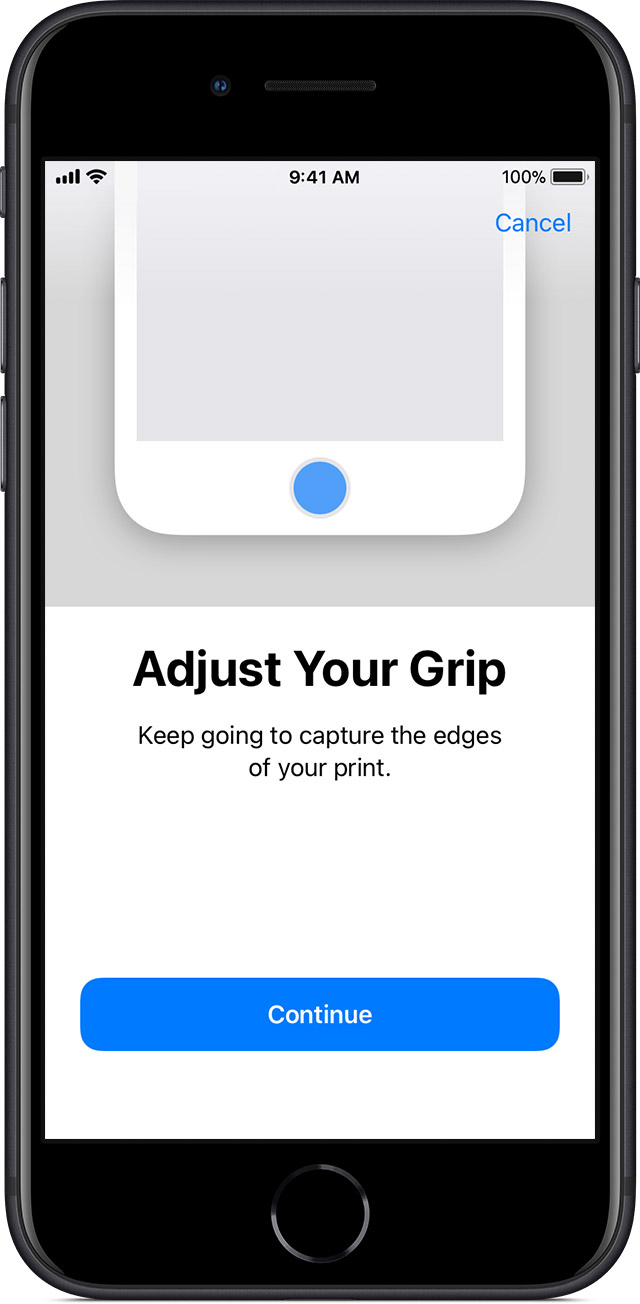 9:41 AM 100%
Cancel
Adjust Your Grip
Keep going to capture the edges
of your print.
Continue